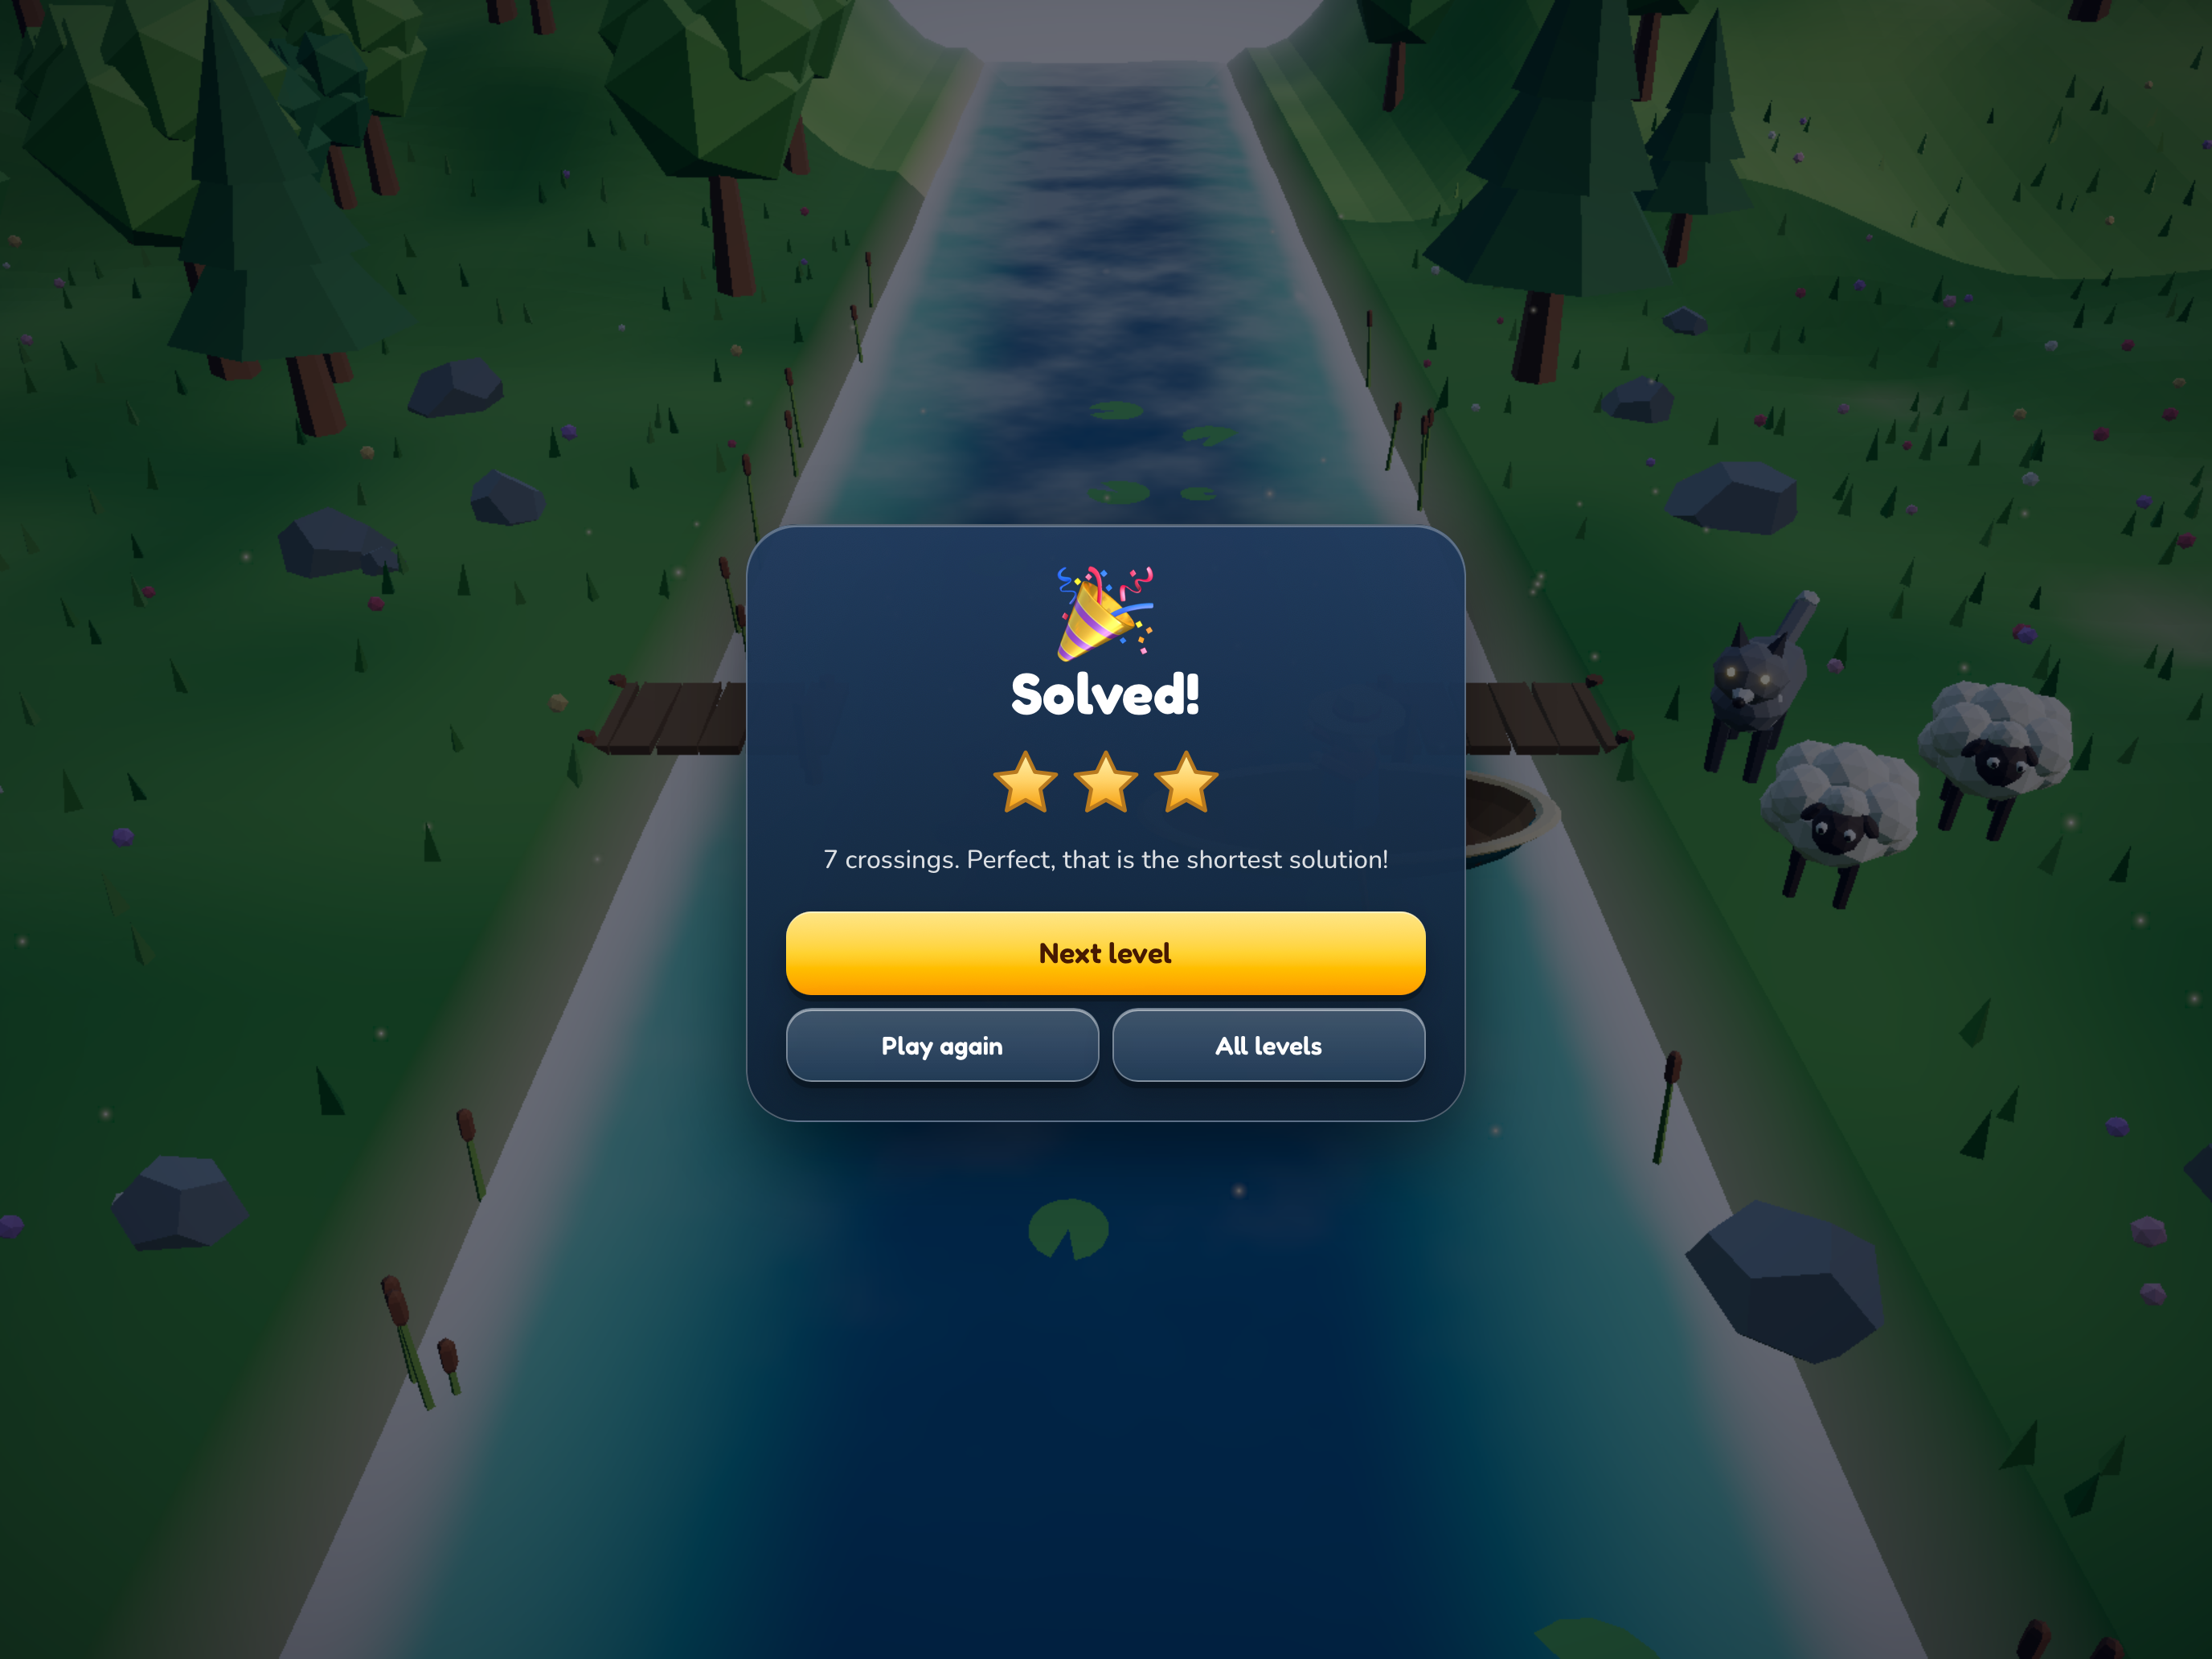 Solved!
7 crossings. Perfect, that is the shortest solution!
Next level
Play again
All levels